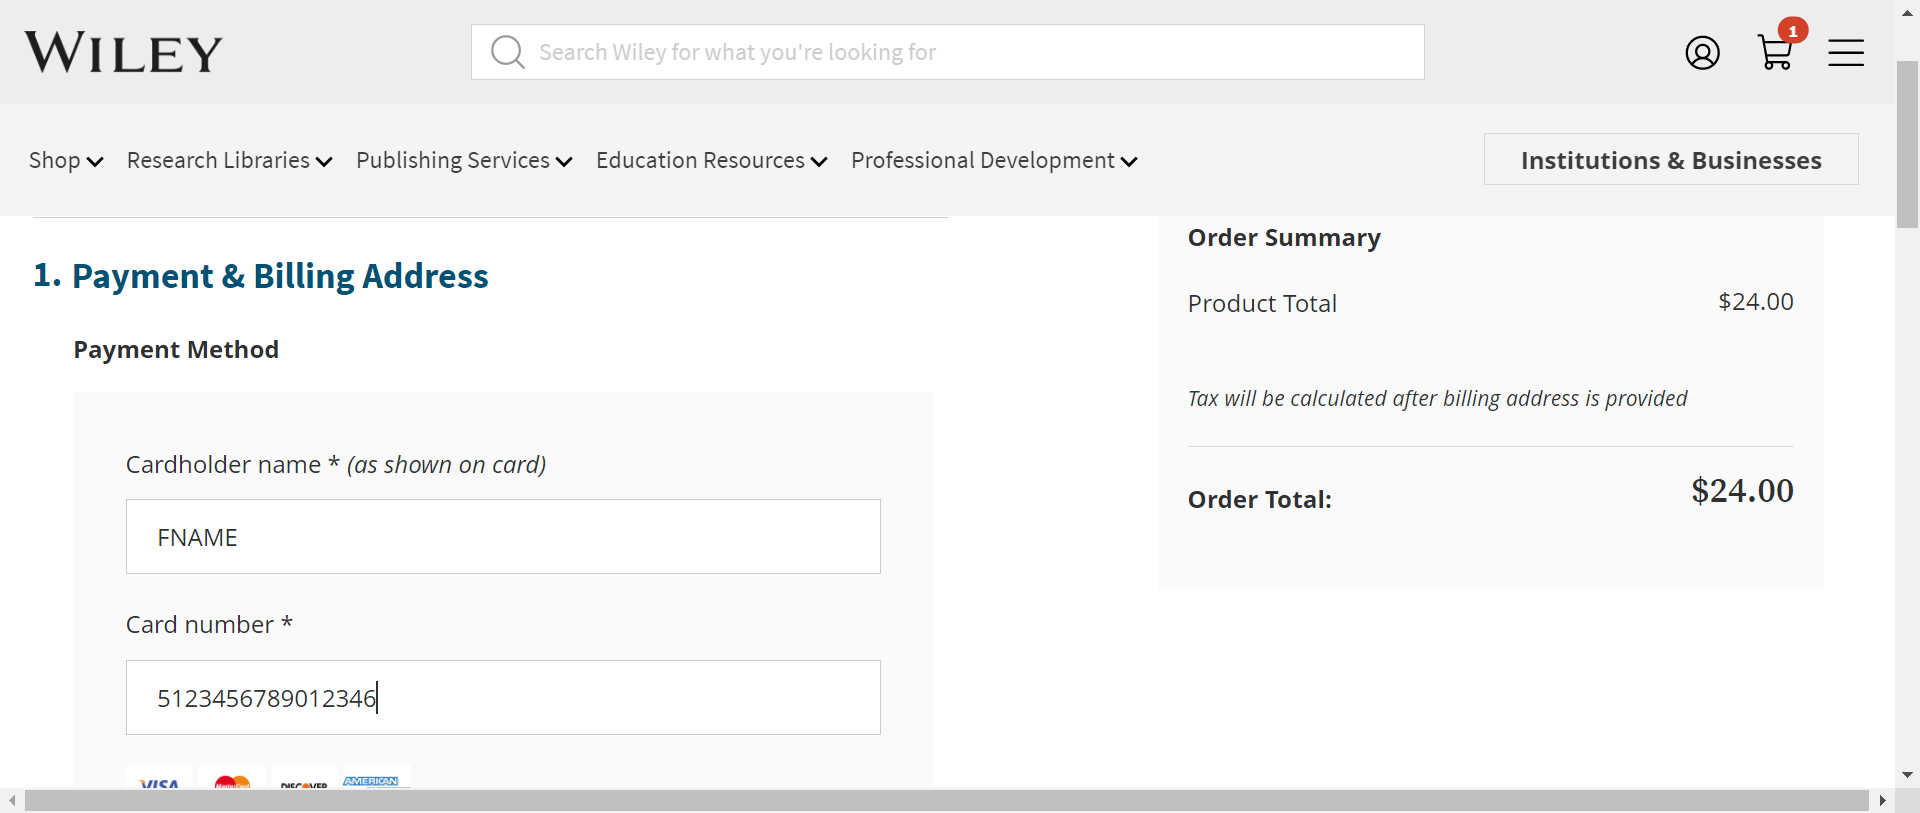 WILEY
Search Wiley for what you're looking for
1
Shop Research Libraries Publishing Services Education Resources Professional Development Institutions & Businesses
1. Payment & Billing Address
Payment Method
Cardholder name * (as shown on card)
FNAME
Card number *
5123456789012346
VISA MasterCard DISCOVER AMERICAN
Order Summary
Product Total $24.00
Tax will be calculated after billing address is provided
Order Total: $24.00